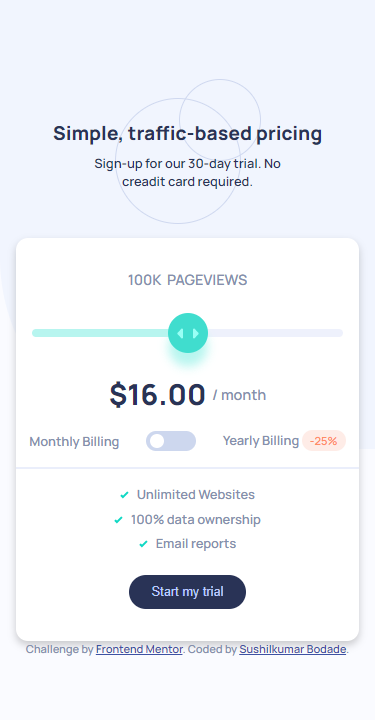 Simple, traffic-based pricing
Sign-up for our 30-day trial. No
creadit card required.
100K PAGEVIEWS
$16.00 / month
Monthly Billing Yearly Billing -25%
Unlimited Websites
100% data ownership
Email reports
Start my trial
Challenge by Frontend Mentor. Coded by Sushilkumar Bodade.